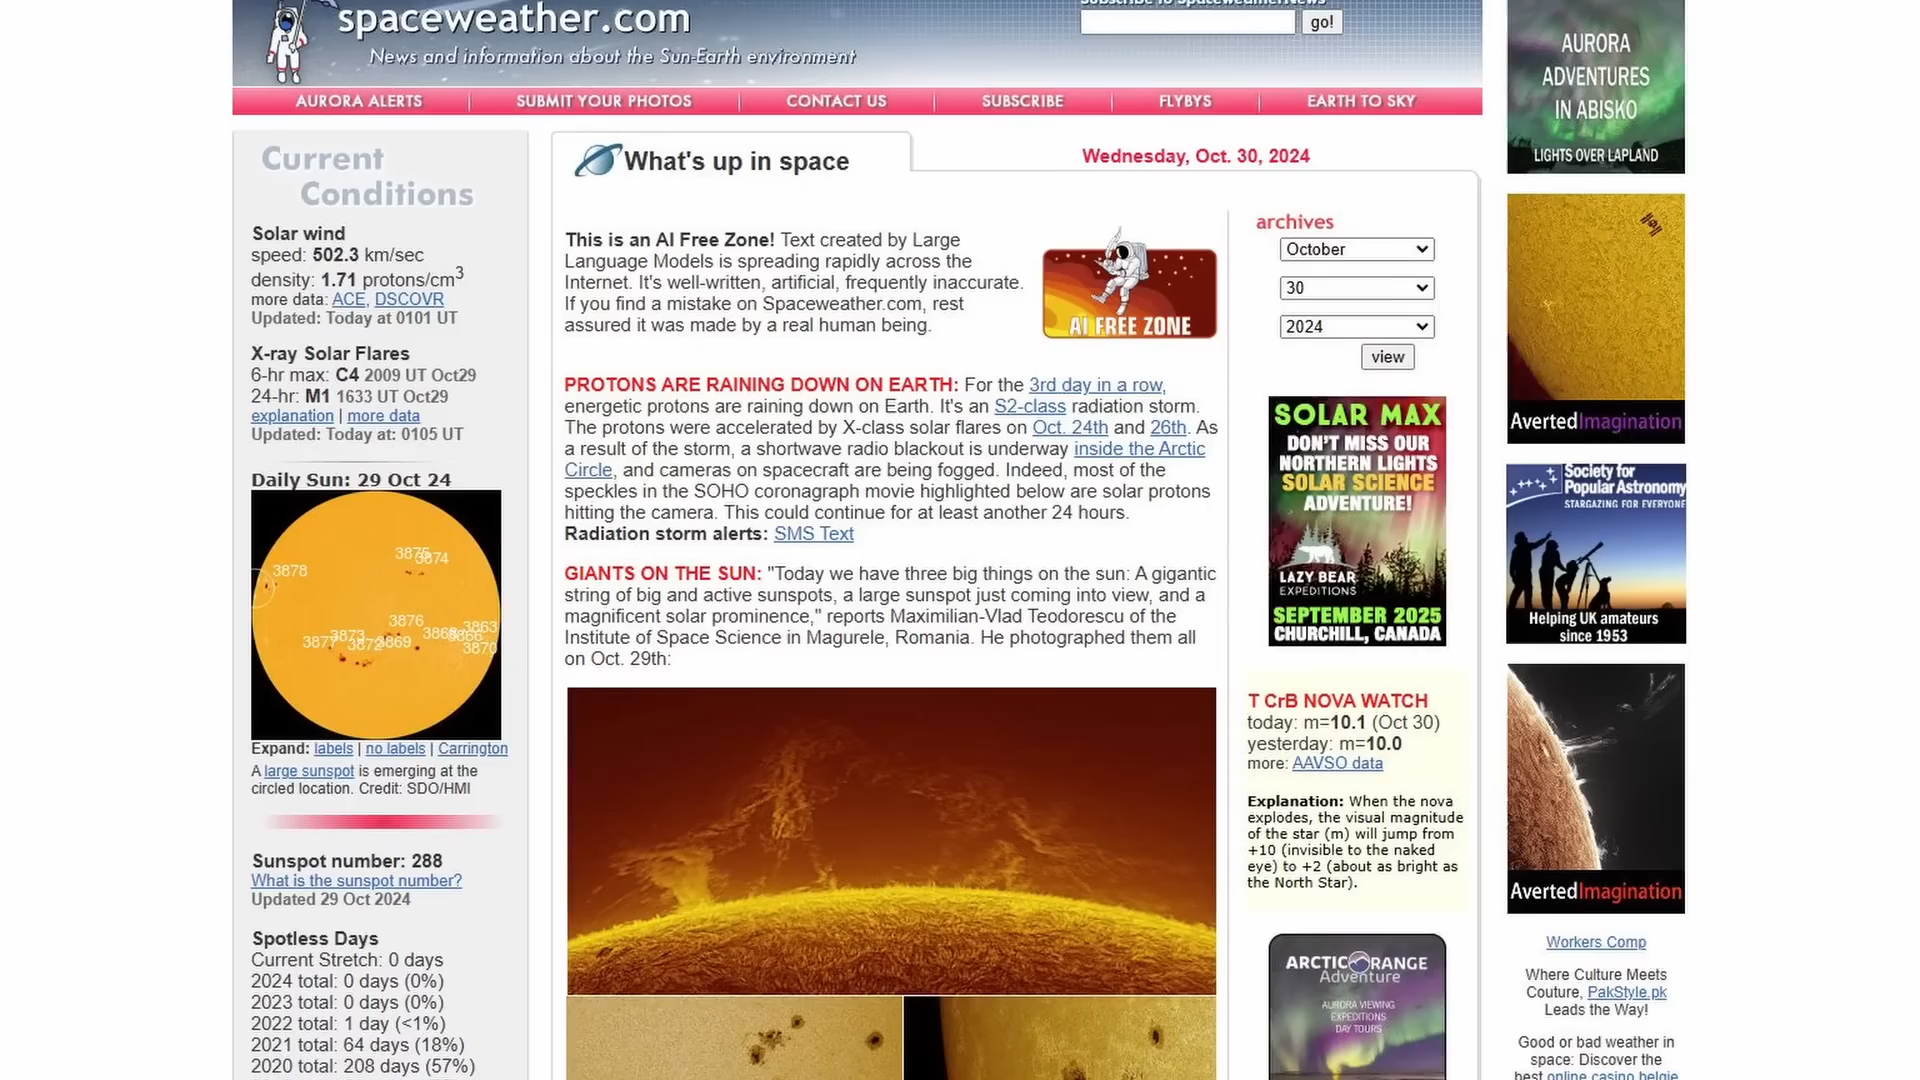 spaceweather.com
Subscribe to SpaceWeatherNews
go!
News and information about the Sun-Earth environment
AURORA ALERTS
SUBMIT YOUR PHOTOS
CONTACT US
SUBSCRIBE
FLYBYS
EARTH TO SKY
Current
Conditions
Solar wind
speed: 502.3 km/sec
density: 1.71 protons/cm3
more data: ACE, DSCOVR
Updated: Today at 0101 UT
X-ray Solar Flares
6-hr max: C4 2009 UT Oct29
24-hr: M1 1633 UT Oct29
explanation | more data
Updated: Today at: 0105 UT
Daily Sun: 29 Oct 24
3875
3874
3878
3876
3863
3873
3868
3866
3877
3872
3869
3870
Expand: labels | no labels | Carrington
A large sunspot is emerging at the
circled location. Credit: SDO/HMI
Sunspot number: 288
What is the sunspot number?
Updated 29 Oct 2024
Spotless Days
Current Stretch: 0 days
2024 total: 0 days (0%)
2023 total: 0 days (0%)
2022 total: 1 day (<1%)
2021 total: 64 days (18%)
2020 total: 208 days (57%)
What's up in space
Wednesday, Oct. 30, 2024
This is an AI Free Zone! Text created by Large
Language Models is spreading rapidly across the
Internet. It's well-written, artificial, frequently inaccurate.
If you find a mistake on Spaceweather.com, rest
assured it was made by a real human being.
AI FREE ZONE
PROTONS ARE RAINING DOWN ON EARTH: For the 3rd day in a row,
energetic protons are raining down on Earth. It's an S2-class radiation storm.
The protons were accelerated by X-class solar flares on Oct. 24th and 26th. As
a result of the storm, a shortwave radio blackout is underway inside the Arctic
Circle, and cameras on spacecraft are being fogged. Indeed, most of the
speckles in the SOHO coronagraph movie highlighted below are solar protons
hitting the camera. This could continue for at least another 24 hours.
Radiation storm alerts: SMS Text
GIANTS ON THE SUN: "Today we have three big things on the sun: A gigantic
string of big and active sunspots, a large sunspot just coming into view, and a
magnificent solar prominence," reports Maximilian-Vlad Teodorescu of the
Institute of Space Science in Magurele, Romania. He photographed them all
on Oct. 29th:
archives
October
30
2024
view
SOLAR MAX
DON'T MISS OUR
NORTHERN LIGHTS
SOLAR SCIENCE
ADVENTURE!
LAZY BEAR
EXPEDITIONS
SEPTEMBER 2025
CHURCHILL, CANADA
T CrB NOVA WATCH
today: m=10.1 (Oct 30)
yesterday: m=10.0
more: AAVSO data
Explanation: When the nova
explodes, the visual magnitude
of the star (m) will jump from
+10 (invisible to the naked
eye) to +2 (about as bright as
the North Star).
ARCTIC RANGE
Adventure
AURORA VIEWING
EXPEDITIONS
DAY TOURS
AURORA
ADVENTURES
IN ABISKO
LIGHTS OVER LAPLAND
AvertedImagination
Society for
Popular Astronomy
STARGAZING FOR EVERYONE
Helping UK amateurs
since 1953
AvertedImagination
Workers Comp
Where Culture Meets
Couture, PakStyle.pk
Leads the Way!
Good or bad weather in
space: Discover the
best online casino belgie